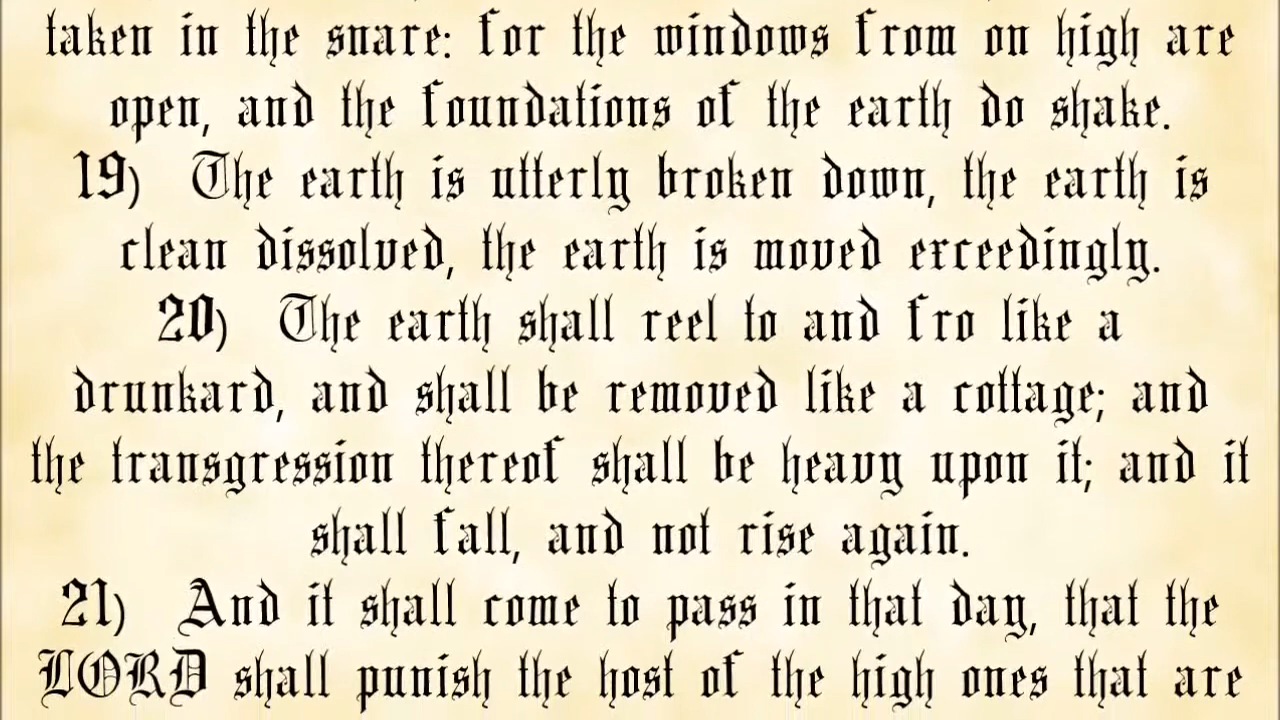 taken in the snare: for the windows from on high are
open, and the foundations of the earth do shake.
19) The earth is utterly broken down, the earth is
clean dissolved, the earth is moved exceedingly.
20) The earth shall reel to and fro like a
drunkard, and shall be removed like a cottage; and
the transgression thereof shall be heavy upon it; and it
shall fall, and not rise again.
21) And it shall come to pass in that day, that the
LORD shall punish the host of the high ones that are